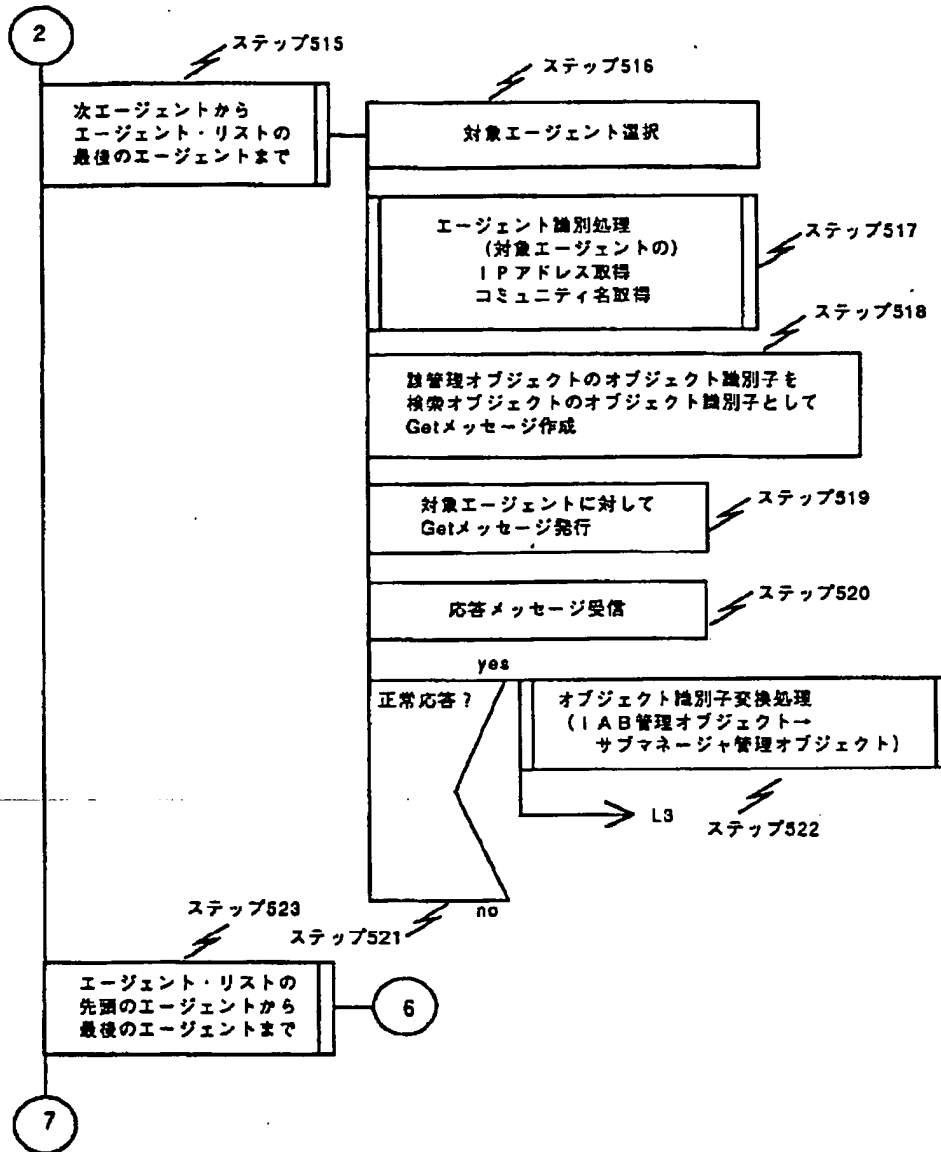 2
ステップ515
次エージェントから
エージェント・リストの
最後のエージェントまで
ステップ516
対象エージェント選択
エージェント識別処理
(対象エージェントの)
IPアドレス取得
コミュニティ名取得
ステップ517
ステップ518
該管理オブジェクトのオブジェクト識別子を
検索オブジェクトのオブジェクト識別子として
Getメッセージ作成
対象エージェントに対して
Getメッセージ発行
ステップ519
応答メッセージ受信
ステップ520
yes
正常応答?
オブジェクト識別子変換処理
(IAB管理オブジェクト→
サブマネージャ管理オブジェクト)
L3
ステップ522
no
ステップ521
ステップ523
エージェント・リストの
先頭のエージェントから
最後のエージェントまで
6
7